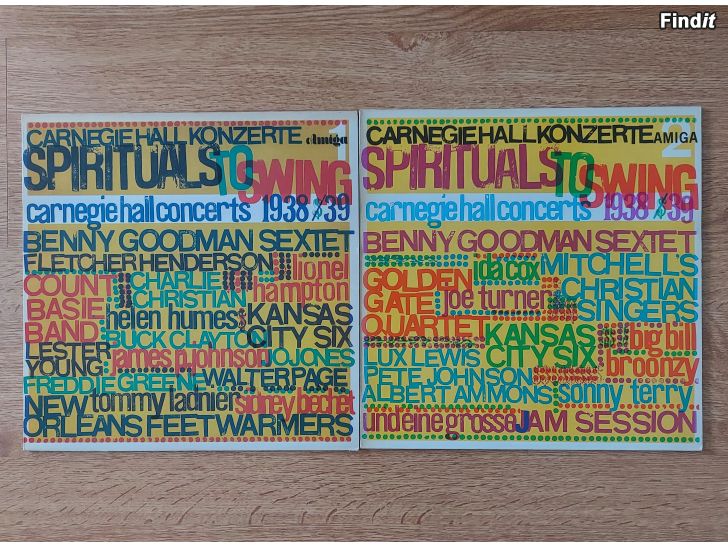 Findit
CARNEGIE HALL KONZERTE amiga 1
SPIRITUALS TO SWING
carnegie hall concerts 1938 $ 39
BENNY GOODMAN SEXTET
FLETCHER HENDERSON lionel hampton
COUNT BASIE BAND CHARLIE CHRISTIAN
helen humes KANSAS CITY SIX
BUCK CLAYTON
LESTER YOUNG james p johnson JO JONES
FREDDIE GREENE WALTER PAGE
NEW tommy ladnier sidney bechet
ORLEANS FEETWARMERS
CARNEGIE HALL KONZERTE AMIGA 2
SPIRITUALS TO SWING
carnegie hall concerts 1938 $ 39
BENNY GOODMAN SEXTET
GOLDEN GATE QUARTET ida cox MITCHELL'S CHRISTIAN SINGERS
joe turner
KANSAS CITY SIX big bill broonzy
LUX LEWIS
PETE JOHNSON
ALBERT AMMONS sonny terry
und eine grosse JAM SESSION